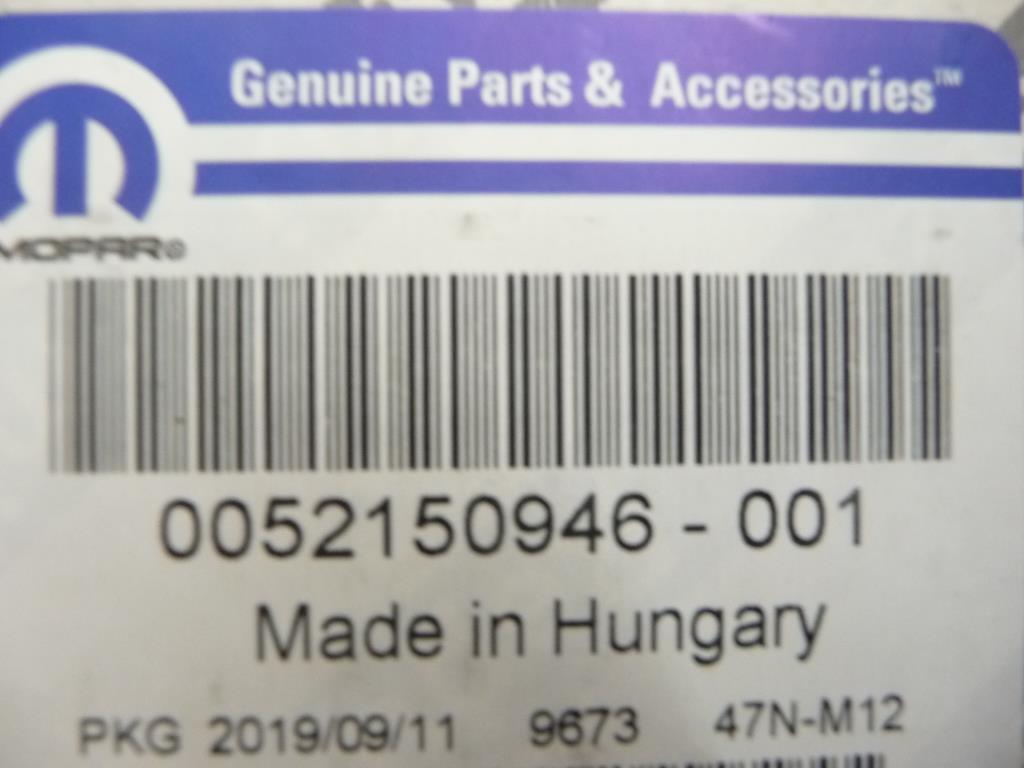 Genuine Parts & Accessories™
MOPAR®
0052150946 - 001
Made in Hungary
PKG 2019/09/11 9673 47N-M12